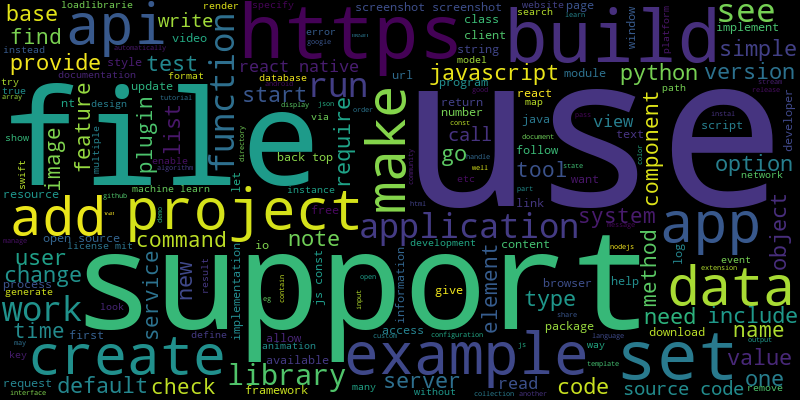 loadlibrarie
render
specify
screenshot screenshot
website page
base
api
https
build
see
write
search
learn
class
error
instead
google
client
implement
find
video
window
platform
string
simple
automatically
function
provide
style
test
react native
model
javascript
python
version
documentation
format
database
url
module
try
true
array
nt
design
update
tutorial
start
run
program
path
file
use
make
plugin
list
display
json
order
return
react
map
number
const
java
via
show
image
feature
multiple
enable
algorithm
directory
require
call
document
view
text
script
instal
developer
back top
go
handle
follow
component
option
swift
resource
machine learn
let
instance
etc
well
tool
state
want
color
network
github
add
project
free
community
part
link
system
html
demo
application
app
object
open source
license mit
command
note
io
development
content
method
log
event
nodejs
user
change
process
generate
manage
service
new
result
implementation
js const
contain
eg
open
input
information
element
browser
help
type
extension
support
data
work
look
give
package
need
include
share
download
name
time
first
define
allow
custom
access
configuration
language
may
animation
js
way
key
create
available
example
set
value
output
template
request
default
check
library
many
server
read
code
source code
one
interface
framework
without
collection
another
remove